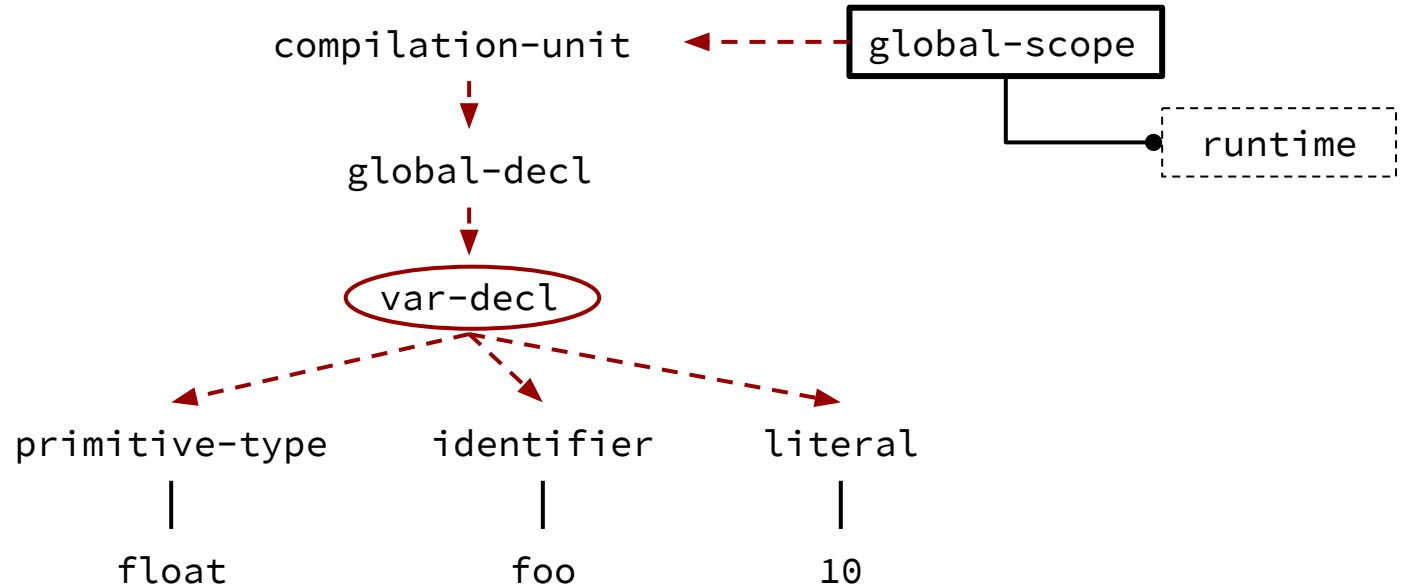 compilation-unit
global-scope
runtime
global-decl
var-decl
primitive-type
identifier
literal
float
foo
10